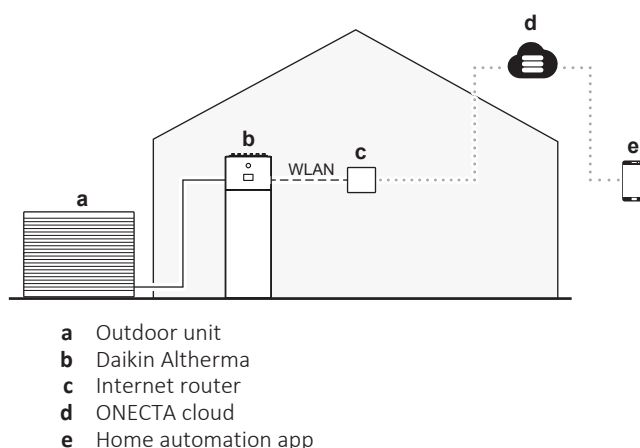 d
b
WLAN
c
e
a
a Outdoor unit
b Daikin Altherma
c Internet router
d ONECTA cloud
e Home automation app